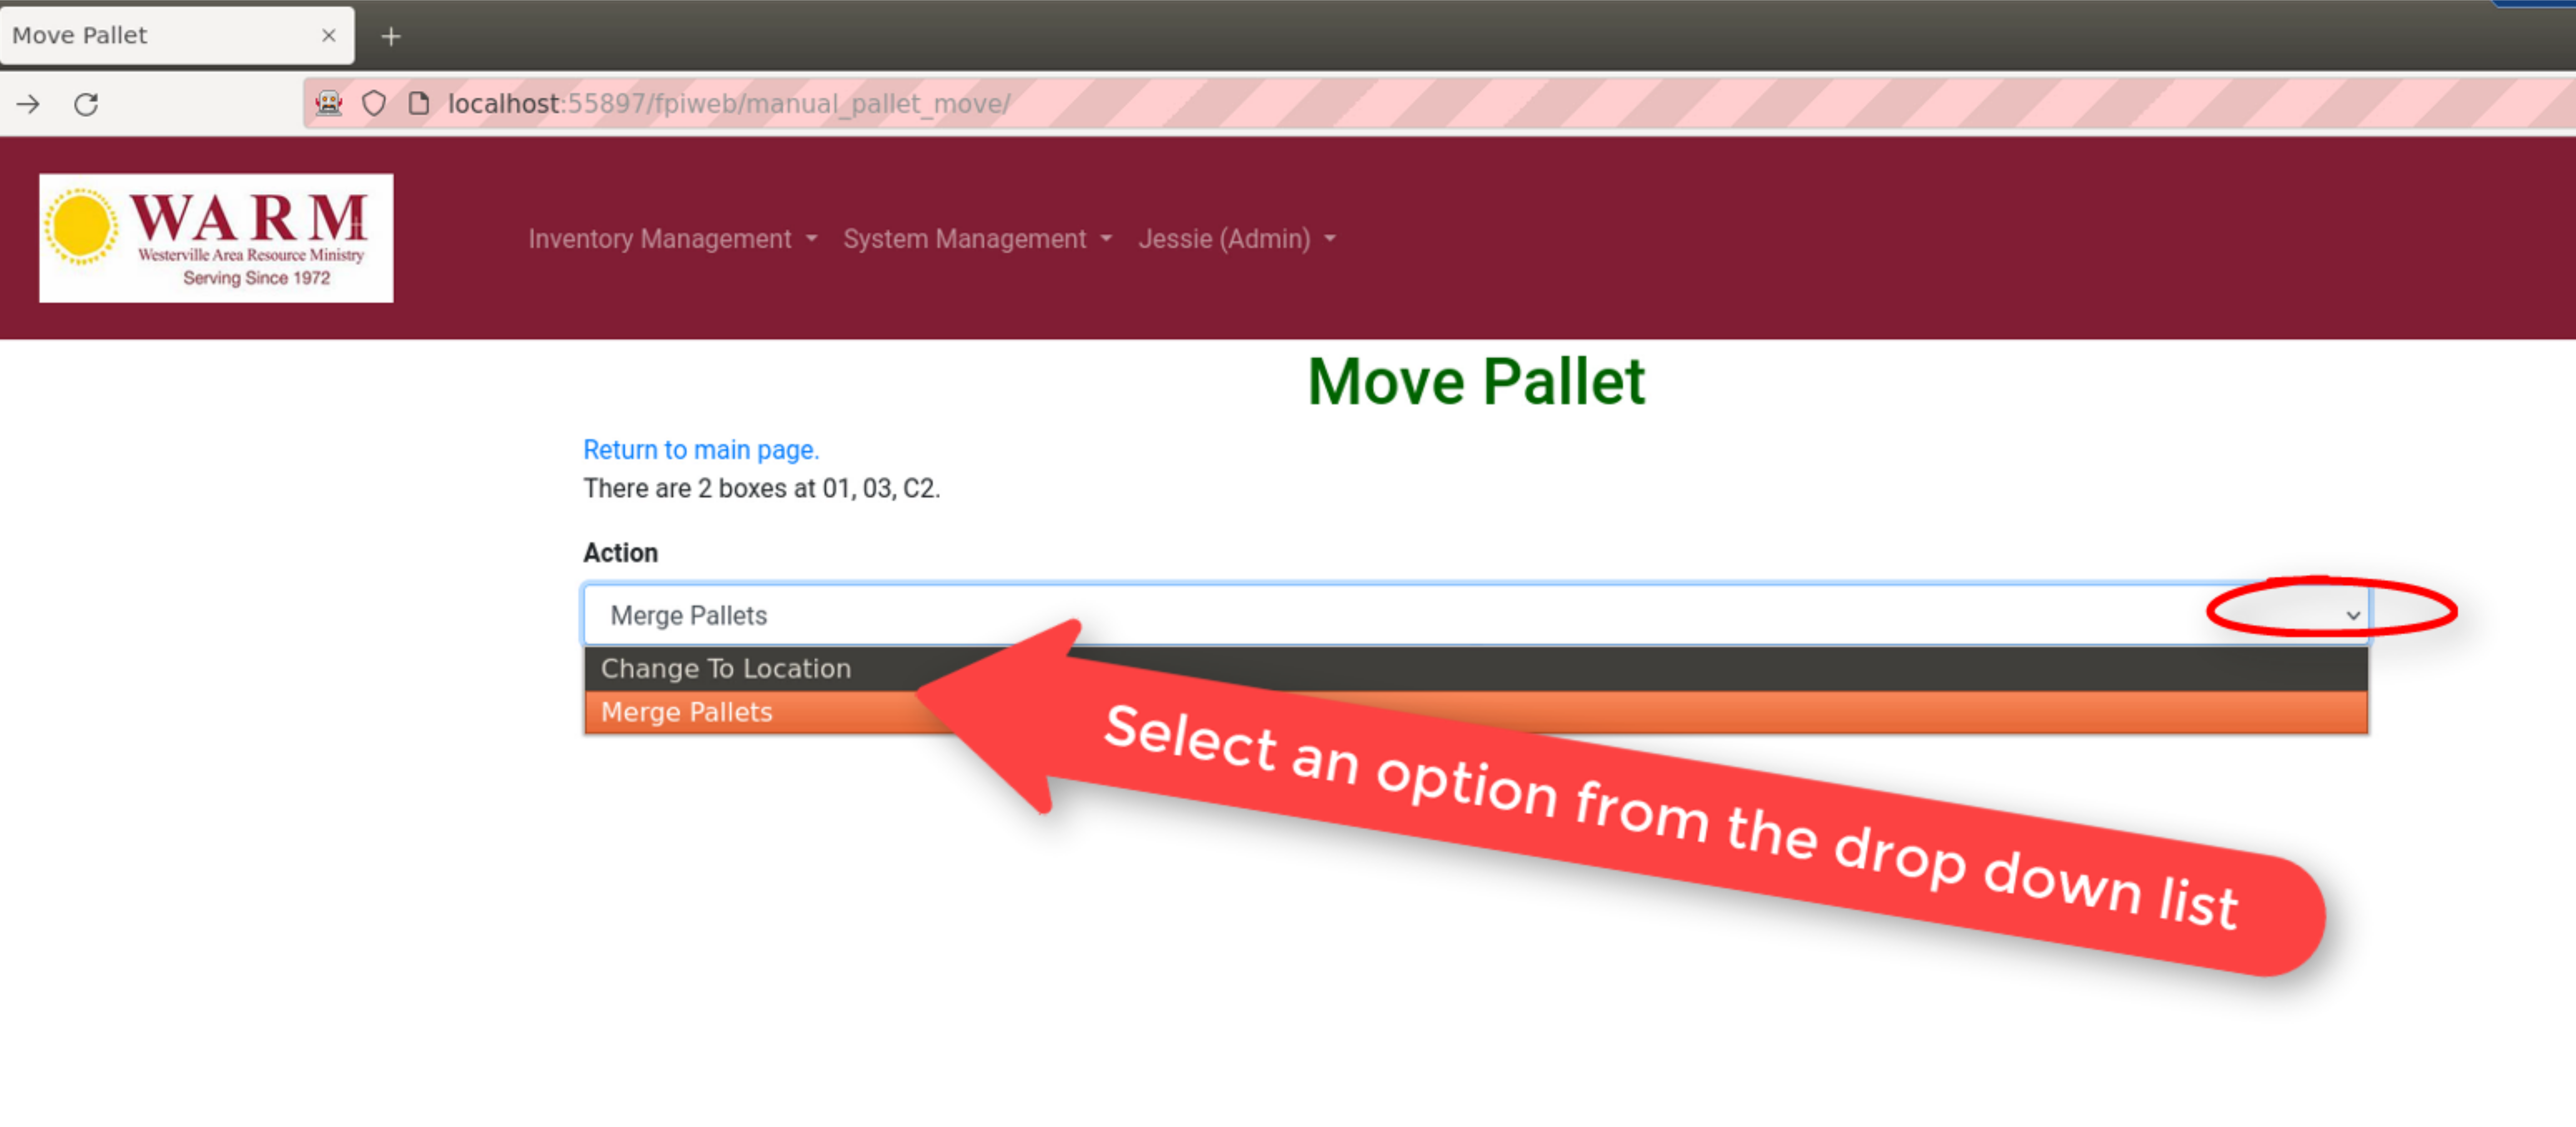 Move Pallet
localhost:55897/fpiweb/manual_pallet_move/
WARM
Westerville Area Resource Ministry
Serving Since 1972
Inventory Management
System Management
Jessie (Admin)
Move Pallet
Return to main page.
There are 2 boxes at 01, 03, C2.
Action
Merge Pallets
Change To Location
Merge Pallets
Select an option from the drop down list